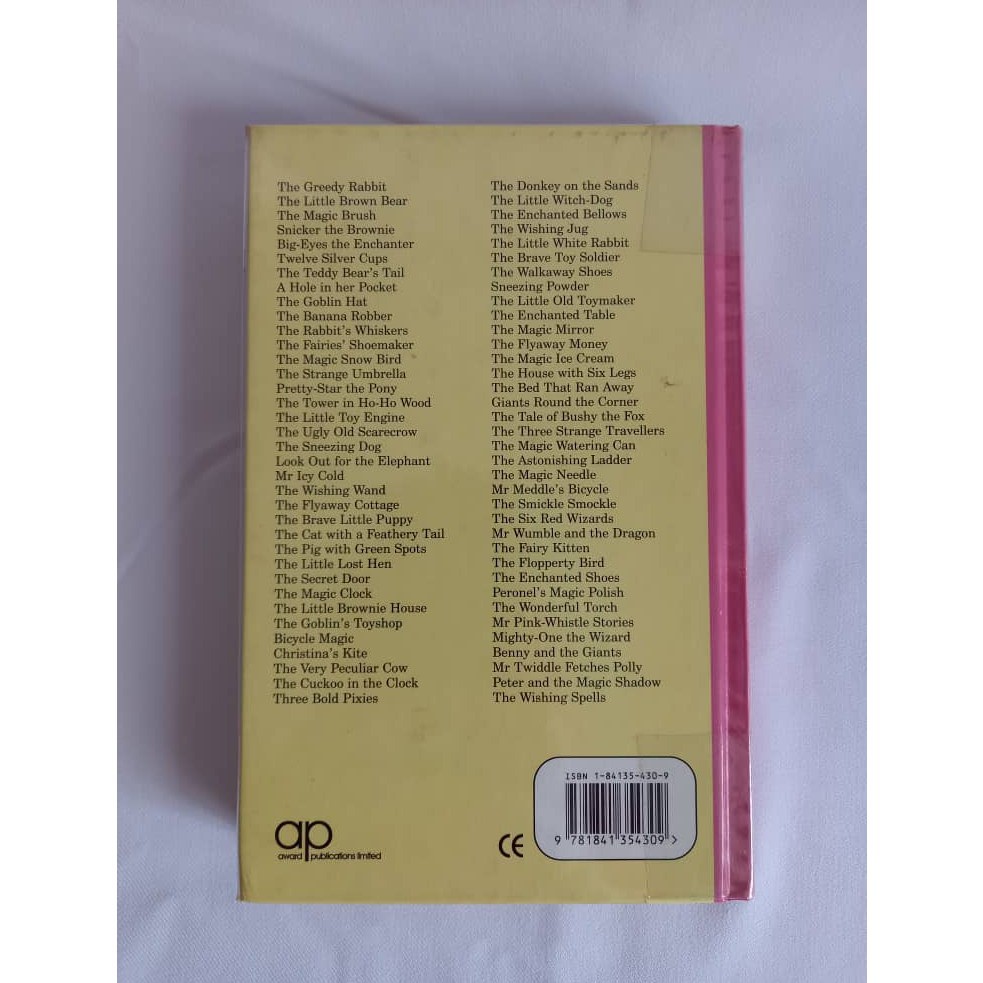 The Greedy Rabbit
The Little Brown Bear
The Magic Brush
Snicker the Brownie
Big-Eyes the Enchanter
Twelve Silver Cups
The Teddy Bear's Tail
A Hole in her Pocket
The Goblin Hat
The Banana Robber
The Rabbit's Whiskers
The Fairies' Shoemaker
The Magic Snow Bird
The Strange Umbrella
Pretty-Star the Pony
The Tower in Ho-Ho Wood
The Little Toy Engine
The Ugly Old Scarecrow
The Sneezing Dog
Look Out for the Elephant
Mr Icy Cold
The Wishing Wand
The Flyaway Cottage
The Brave Little Puppy
The Cat with a Feathery Tail
The Pig with Green Spots
The Little Lost Hen
The Secret Door
The Magic Clock
The Little Brownie House
The Goblin's Toyshop
Bicycle Magic
Christina's Kite
The Very Peculiar Cow
The Cuckoo in the Clock
Three Bold Pixies
The Donkey on the Sands
The Little Witch-Dog
The Enchanted Bellows
The Wishing Jug
The Little White Rabbit
The Brave Toy Soldier
The Walkaway Shoes
Sneezing Powder
The Little Old Toymaker
The Enchanted Table
The Magic Mirror
The Flyaway Money
The Magic Ice Cream
The House with Six Legs
The Bed That Ran Away
Giants Round the Corner
The Tale of Bushy the Fox
The Three Strange Travellers
The Magic Watering Can
The Astonishing Ladder
The Magic Needle
Mr Meddle's Bicycle
The Smickle Smockle
The Six Red Wizards
Mr Wumble and the Dragon
The Fairy Kitten
The Flopperty Bird
The Enchanted Shoes
Peronel's Magic Polish
The Wonderful Torch
Mr Pink-Whistle Stories
Mighty-One the Wizard
Benny and the Giants
Mr Twiddle Fetches Polly
Peter and the Magic Shadow
The Wishing Spells
ap
award publications limited
CE
ISBN 1-84135-430-9
9 781841 354309 >